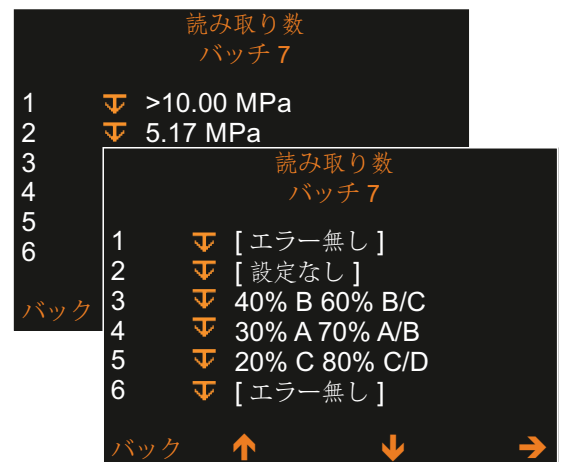 読み取り数
バッチ 7
1 >10.00 MPa
2 5.17 MPa
3
4
5
6
バック
読み取り数
バッチ 7
1 [ エラー無し ]
2 [ 設定なし ]
3 40% B 60% B/C
4 30% A 70% A/B
5 20% C 80% C/D
6 [ エラー無し ]
バック